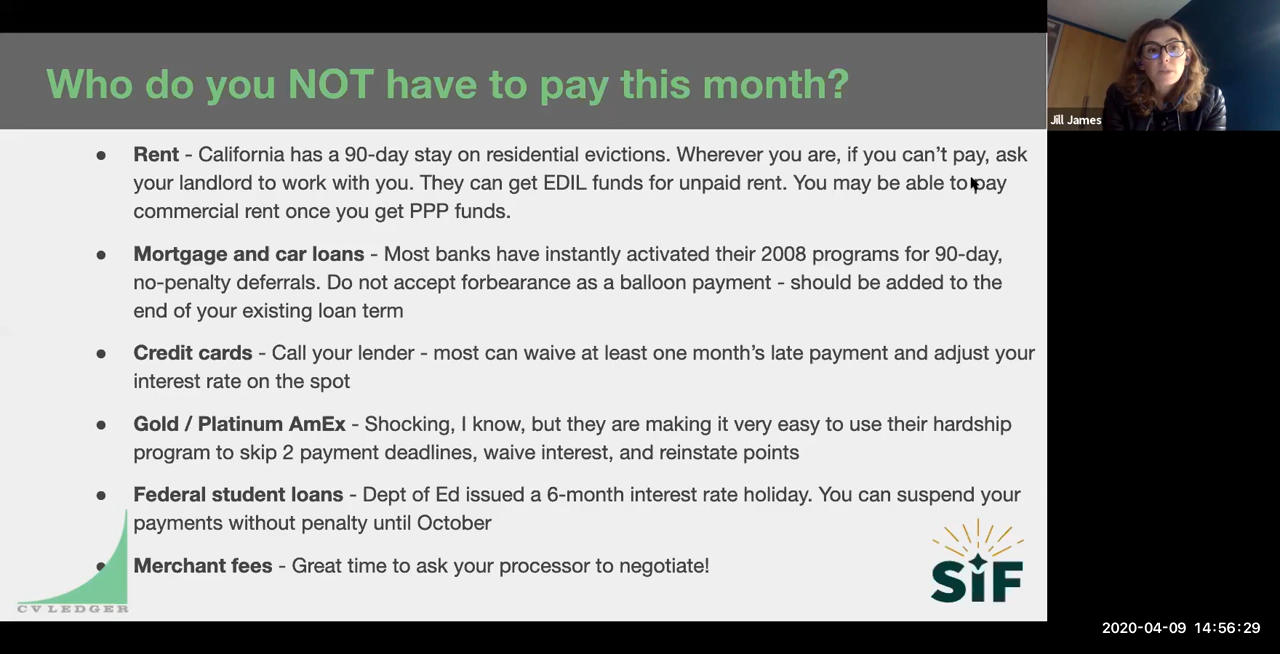 Who do you NOT have to pay this month?
Jill James
● Rent - California has a 90-day stay on residential evictions. Wherever you are, if you can't pay, ask
your landlord to work with you. They can get EDIL funds for unpaid rent. You may be able to pay
commercial rent once you get PPP funds.
● Mortgage and car loans - Most banks have instantly activated their 2008 programs for 90-day,
no-penalty deferrals. Do not accept forbearance as a balloon payment - should be added to the
end of your existing loan term
● Credit cards - Call your lender - most can waive at least one month's late payment and adjust your
interest rate on the spot
● Gold / Platinum AmEx - Shocking, I know, but they are making it very easy to use their hardship
program to skip 2 payment deadlines, waive interest, and reinstate points
● Federal student loans - Dept of Ed issued a 6-month interest rate holiday. You can suspend your
payments without penalty until October
● Merchant fees - Great time to ask your processor to negotiate!
CV LEDGER
SiF
2020-04-09 14:56:29